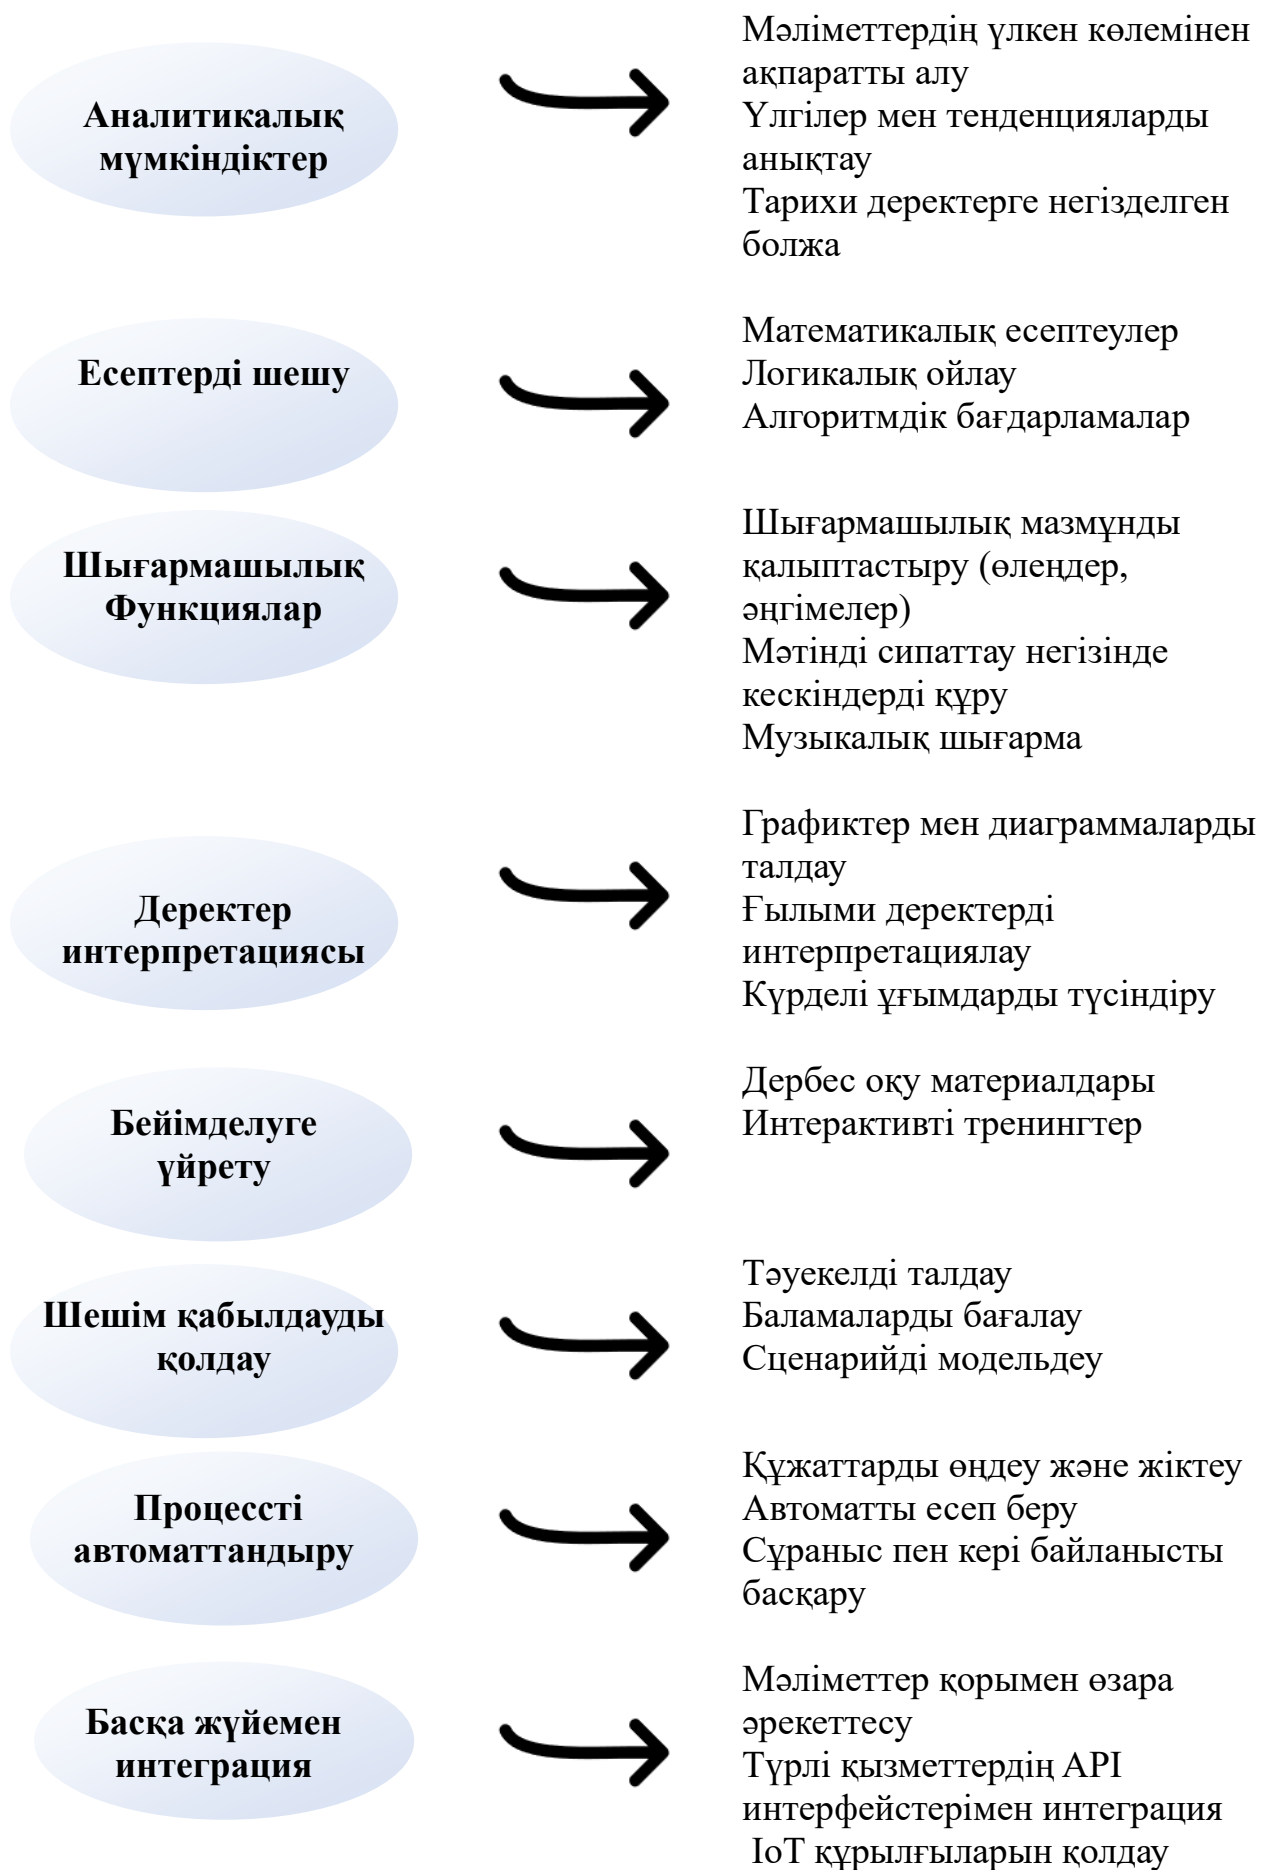 Аналитикалық
мүмкіндіктер
Мәліметтердің үлкен көлемінен
ақпаратты алу
Үлгілер мен тенденцияларды
анықтау
Тарихи деректерге негізделген
болжа
Есептерді шешу
Математикалық есептеулер
Логикалық ойлау
Алгоритмдік бағдарламалар
Шығармашылық
Функциялар
Шығармашылық мазмұнды
қалыптастыру (өлеңдер,
әңгімелер)
Мәтінді сипаттау негізінде
кескіндерді құру
Музыкалық шығарма
Деректер
интерпретациясы
Графиктер мен диаграммаларды
талдау
Ғылыми деректерді
интерпретациялау
Күрделі ұғымдарды түсіндіру
Бейімделуге
үйрету
Дербес оқу материалдары
Интерактивті тренингтер
Шешім қабылдауды
қолдау
Тәуекелді талдау
Баламаларды бағалау
Сценарийді модельдеу
Процессті
автоматтандыру
Құжаттарды өңдеу және жіктеу
Автоматты есеп беру
Сұраныс пен кері байланысты
басқару
Басқа жүйемен
интеграция
Мәліметтер қорымен өзара
әрекеттесу
Түрлі қызметтердің API
интерфейстерімен интеграция
IoT құрылғыларын қолдау